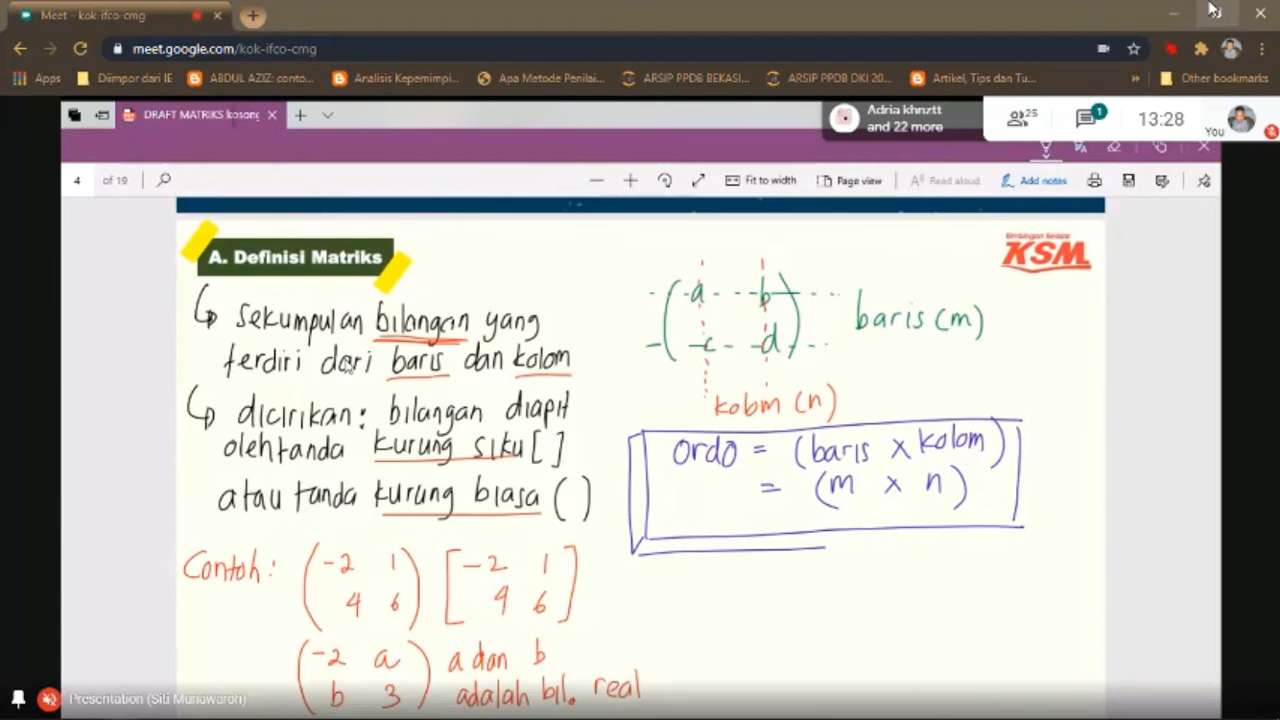 Meet – kok-ifco-cmg
meet.google.com/kok-ifco-cmg
Apps
Diimpor dari IE
ABDUL AZIZ: conto...
Analisis Kepemimpi...
Apa Metode Penilai...
ARSIP PPDB BEKASI...
ARSIP PPDB DKI 20...
Artikel, Tips dan Tu...
»
Other bookmarks
DRAFT MATRIKS kosong
Adria khnztt
and 22 more
25
1
13:28
You
4 of 19
Fit to width
Page view
Read aloud
Add notes
A. Definisi Matriks
Bimbingan Belajar
KSM
sekumpulan bilangan yang
terdiri dari baris dan kolom
dicirikan: bilangan diapit
oleh tanda kurung siku [ ]
atau tanda kurung biasa ( )
Contoh: (-2 1 [-2 1
4 6) 4 6]
(-2 a a dan b
b 3) adalah bil. real
(a b
c d) baris (m)
kolom (n)
ordo = (baris x kolom)
= (m x n)
Presentation (Siti Munawaroh)